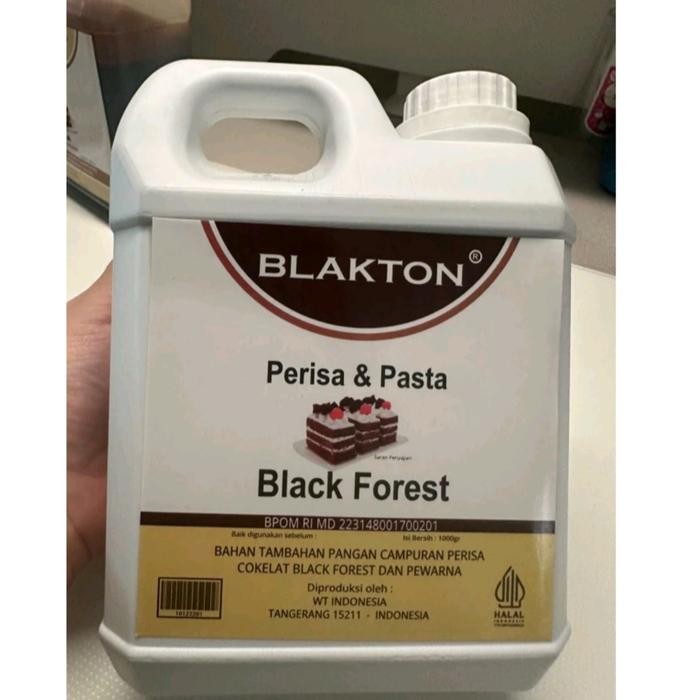 BLAKTON®
Perisa & Pasta
Saran Penyajian
Black Forest
BPOM RI MD 223148001700201
Baik digunakan sebelum : Isi Bersih : 1000gr
BAHAN TAMBAHAN PANGAN CAMPURAN PERISA
COKELAT BLACK FOREST DAN PEWARNA
Diproduksi oleh :
WT INDONESIA
TANGERANG 15211 - INDONESIA
HALAL
INDONESIA